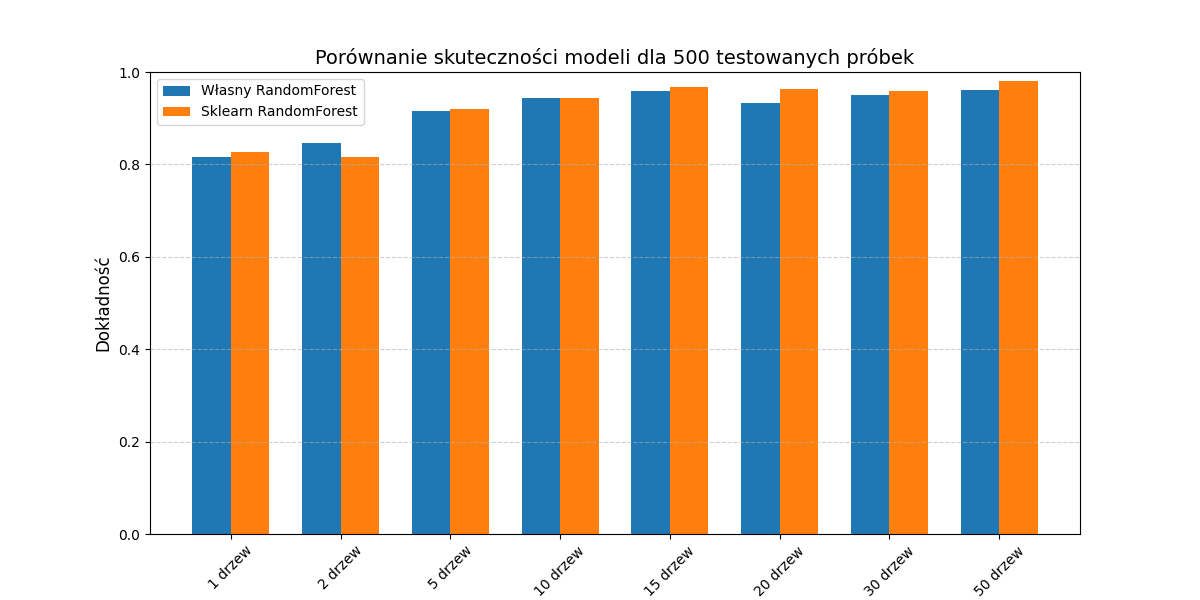 Porównanie skuteczności modeli dla 500 testowanych próbek
Własny RandomForest
Sklearn RandomForest
Dokładność
1.0
0.8
0.6
0.4
0.2
0.0
1 drzew
2 drzew
5 drzew
10 drzew
15 drzew
20 drzew
30 drzew
50 drzew